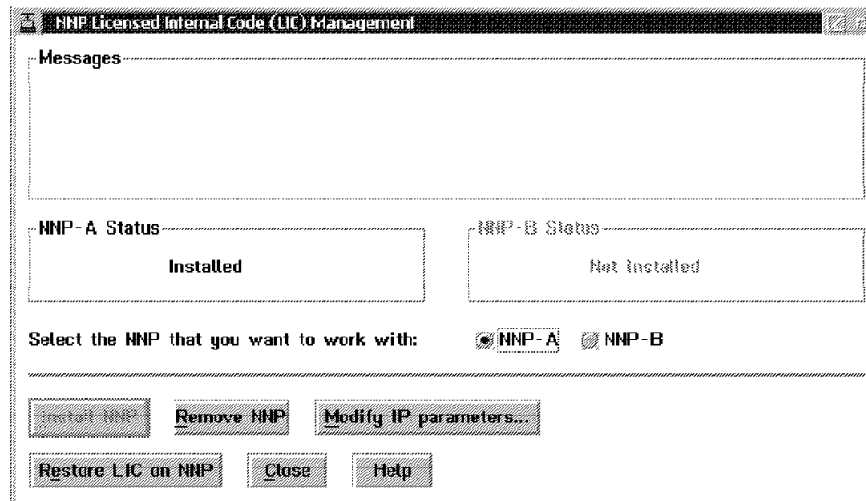 NNP Licensed Internal Code (LIC) Management
Messages
NNP-A Status
NNP-B Status
Installed
Not Installed
Select the NNP that you want to work with: NNP-A NNP-B
Install NNP Remove NNP Modify IP parameters...
Restore LIC on NNP Close Help